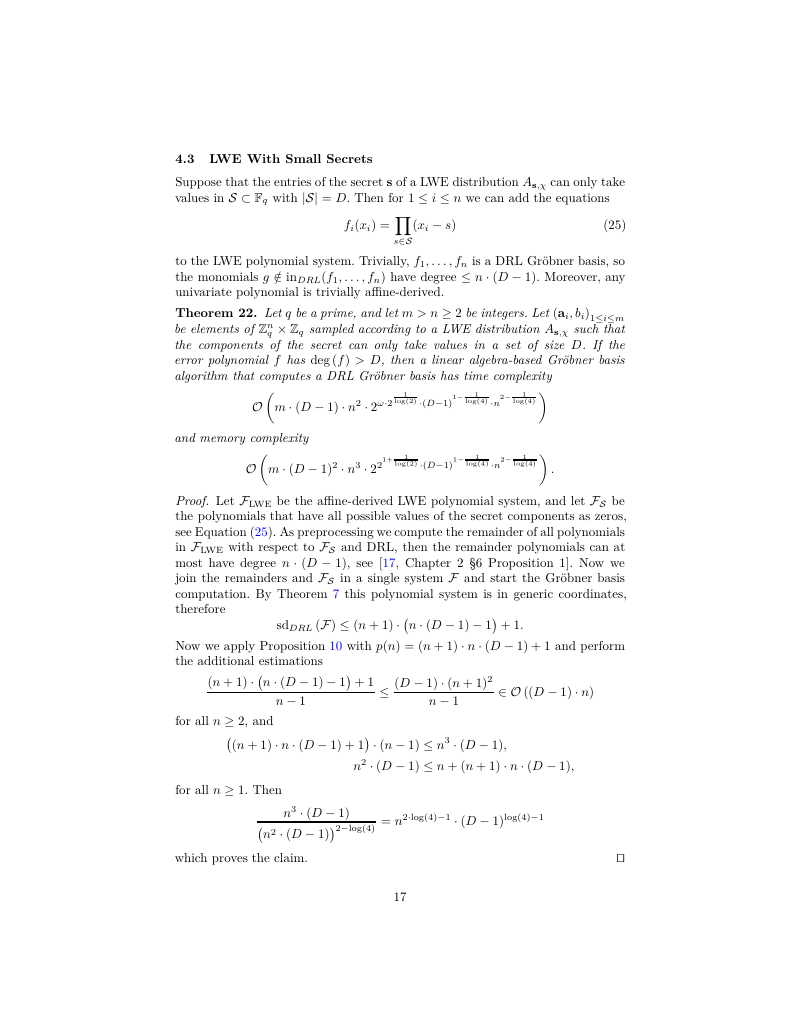 4.3 LWE With Small Secrets
Suppose that the entries of the secret s of a LWE distribution A_{s,χ} can only take
values in 𝒮 ⊂ 𝔽_q with |𝒮| = D. Then for 1 ≤ i ≤ n we can add the equations
f_i(x_i) = ∏_{s∈𝒮} (x_i − s) (25)
to the LWE polynomial system. Trivially, f_1, . . . , f_n is a DRL Gröbner basis, so
the monomials g ∉ in_{DRL}(f_1, . . . , f_n) have degree ≤ n · (D − 1). Moreover, any
univariate polynomial is trivially affine-derived.
Theorem 22. Let q be a prime, and let m > n ≥ 2 be integers. Let (a_i, b_i)_{1≤i≤m}
be elements of ℤ_q^n × ℤ_q sampled according to a LWE distribution A_{s,χ} such that
the components of the secret can only take values in a set of size D. If the
error polynomial f has deg (f) > D, then a linear algebra-based Gröbner basis
algorithm that computes a DRL Gröbner basis has time complexity
𝒪 ( m · (D − 1) · n^2 · 2^{ω·2^{\frac{1}{log(2)}}·(D−1)^{1−\frac{1}{log(4)}}·n^{2−\frac{1}{log(4)}}} )
and memory complexity
𝒪 ( m · (D − 1)^2 · n^3 · 2^{2^{1+\frac{1}{log(2)}}·(D−1)^{1−\frac{1}{log(4)}}·n^{2−\frac{1}{log(4)}}} ) .
Proof. Let ℱ_{LWE} be the affine-derived LWE polynomial system, and let ℱ_𝒮 be
the polynomials that have all possible values of the secret components as zeros,
see Equation (25). As preprocessing we compute the remainder of all polynomials
in ℱ_{LWE} with respect to ℱ_𝒮 and DRL, then the remainder polynomials can at
most have degree n · (D − 1), see [17, Chapter 2 §6 Proposition 1]. Now we
join the remainders and ℱ_𝒮 in a single system ℱ and start the Gröbner basis
computation. By Theorem 7 this polynomial system is in generic coordinates,
therefore
sd_{DRL} (ℱ) ≤ (n + 1) · (n · (D − 1) − 1) + 1.
Now we apply Proposition 10 with p(n) = (n + 1) · n · (D − 1) + 1 and perform
the additional estimations
\frac{(n + 1) · (n · (D − 1) − 1) + 1}{n − 1} ≤ \frac{(D − 1) · (n + 1)^2}{n − 1} ∈ 𝒪 ((D − 1) · n)
for all n ≥ 2, and
((n + 1) · n · (D − 1) + 1) · (n − 1) ≤ n^3 · (D − 1),
n^2 · (D − 1) ≤ n + (n + 1) · n · (D − 1),
for all n ≥ 1. Then
\frac{n^3 · (D − 1)}{(n^2 · (D − 1))^{2−log(4)}} = n^{2·log(4)−1} · (D − 1)^{log(4)−1}
which proves the claim. □
17